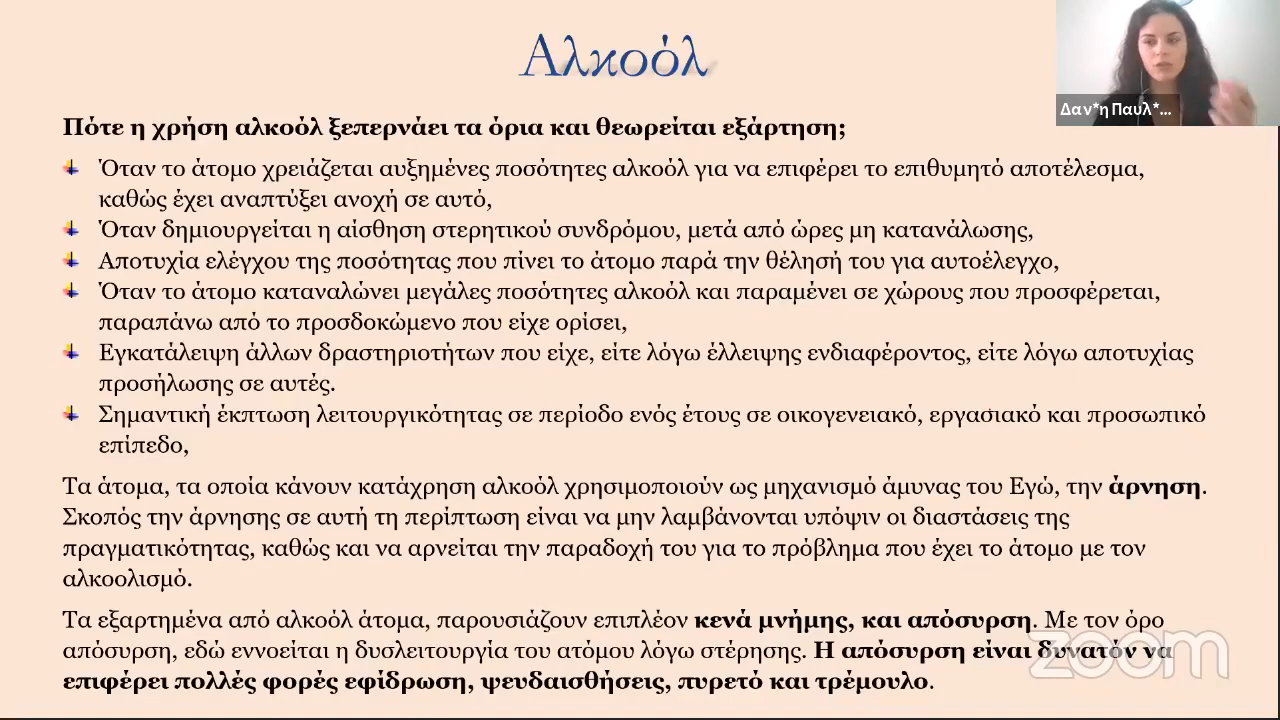 Αλκοόλ
Δαν*η Παυλ*...
Πότε η χρήση αλκοόλ ξεπερνάει τα όρια και θεωρείται εξάρτηση;
Όταν το άτομο χρειάζεται αυξημένες ποσότητες αλκοόλ για να επιφέρει το επιθυμητό αποτέλεσμα,
καθώς έχει αναπτύξει ανοχή σε αυτό,
Όταν δημιουργείται η αίσθηση στερητικού συνδρόμου, μετά από ώρες μη κατανάλωσης,
Αποτυχία ελέγχου της ποσότητας που πίνει το άτομο παρά την θέλησή του για αυτοέλεγχο,
Όταν το άτομο καταναλώνει μεγάλες ποσότητες αλκοόλ και παραμένει σε χώρους που προσφέρεται,
παραπάνω από το προσδοκώμενο που είχε ορίσει,
Εγκατάλειψη άλλων δραστηριοτήτων που είχε, είτε λόγω έλλειψης ενδιαφέροντος, είτε λόγω αποτυχίας
προσήλωσης σε αυτές.
Σημαντική έκπτωση λειτουργικότητας σε περίοδο ενός έτους σε οικογενειακό, εργασιακό και προσωπικό
επίπεδο,
Τα άτομα, τα οποία κάνουν κατάχρηση αλκοόλ χρησιμοποιούν ως μηχανισμό άμυνας του Εγώ, την άρνηση.
Σκοπός την άρνησης σε αυτή τη περίπτωση είναι να μην λαμβάνονται υπόψιν οι διαστάσεις της
πραγματικότητας, καθώς και να αρνείται την παραδοχή του για το πρόβλημα που έχει το άτομο με τον
αλκοολισμό.
Τα εξαρτημένα από αλκοόλ άτομα, παρουσιάζουν επιπλέον κενά μνήμης, και απόσυρση. Με τον όρο
απόσυρση, εδώ εννοείται η δυσλειτουργία του ατόμου λόγω στέρησης. Η απόσυρση είναι δυνατόν να
επιφέρει πολλές φορές εφίδρωση, ψευδαισθήσεις, πυρετό και τρέμουλο.
zoom